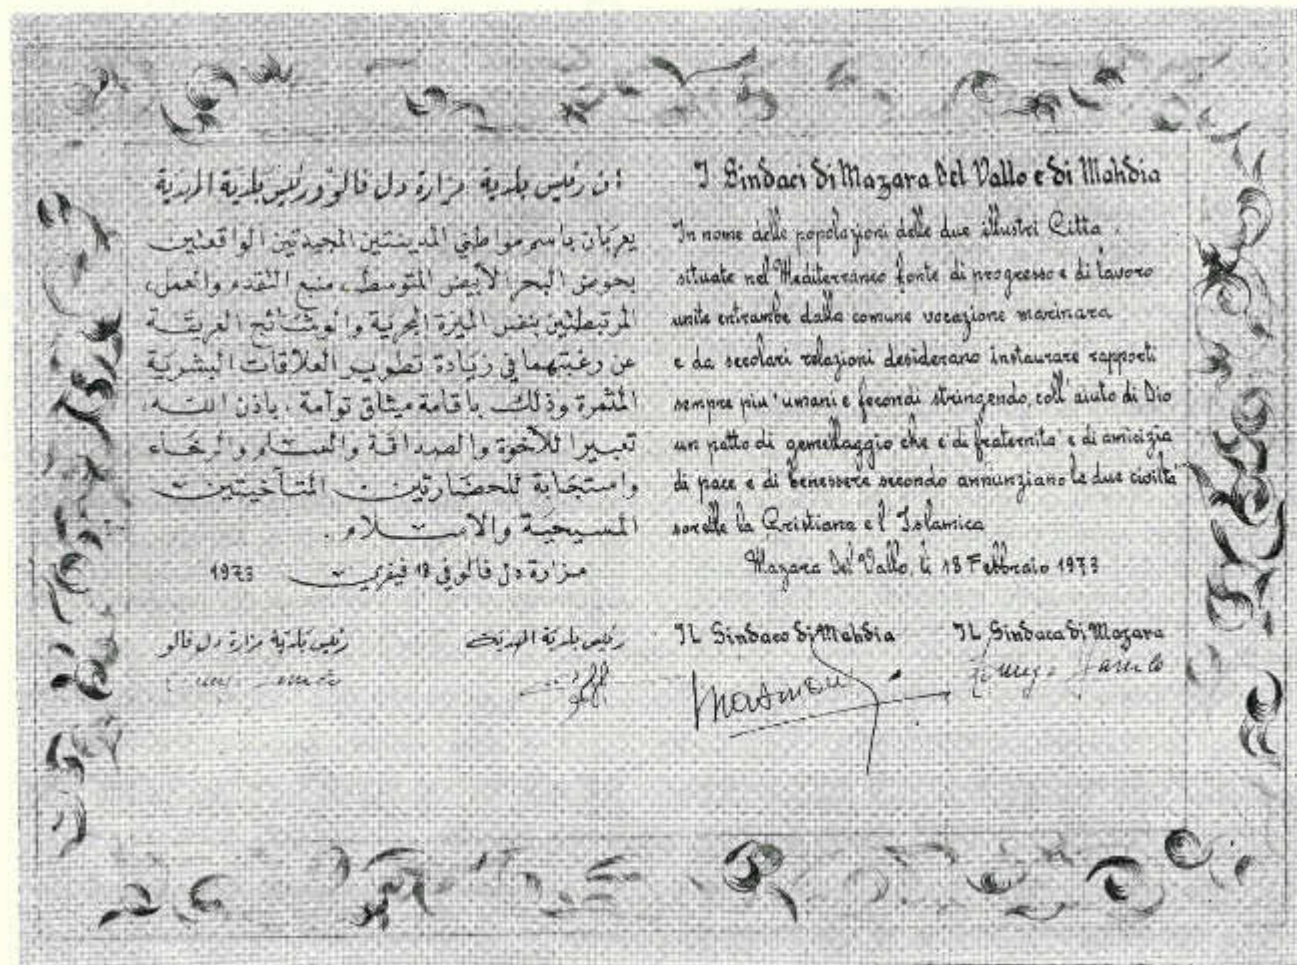 ان رئيس بلدية مزارة دل فالو ورئيس بلدية المهدية
يعربان باسم مواطني المدينتين المجيدتين الواقعتين
بحوض البحر الأبيض المتوسط، منبع التقدم والعمل،
المرتبطتين بنفس الميزة البحرية والوشائج العريقة
عن رغبتهما في زيادة تطوير العلاقات البشرية
المثمرة وذلك باقامة ميثاق توأمة، باذن الله،
تعبيرا للأخوة والصداقة والسلم والرخاء
واستجابة للحضارتين المتآخيتين
المسيحية والاسلام.
مزارة دل فالو في 18 فيفري 1973
رئيس بلدية المهدية
رئيس بلدية مزارة دل فالو
I Sindaci di Mazara Del Vallo e di Mahdia
In nome delle popolazioni delle due illustri Citta.
situate nel Mediterraneo fonte di progresso e di lavoro
unite entrambe dalla comune vocazione marinara
e da secolari relazioni desiderano instaurare rapporti
sempre piu' umani e fecondi stringendo, coll' aiuto di Dio
un patto di gemellaggio che e' di fraternita' e di amicizia
di pace e di benessere secondo annunziano le due civilta'
sorelle la Cristiana e l' Islamica
Mazara Del Vallo, li 18 Febbraio 1973
IL Sindaco di Mahdia
IL Sindaco di Mazara